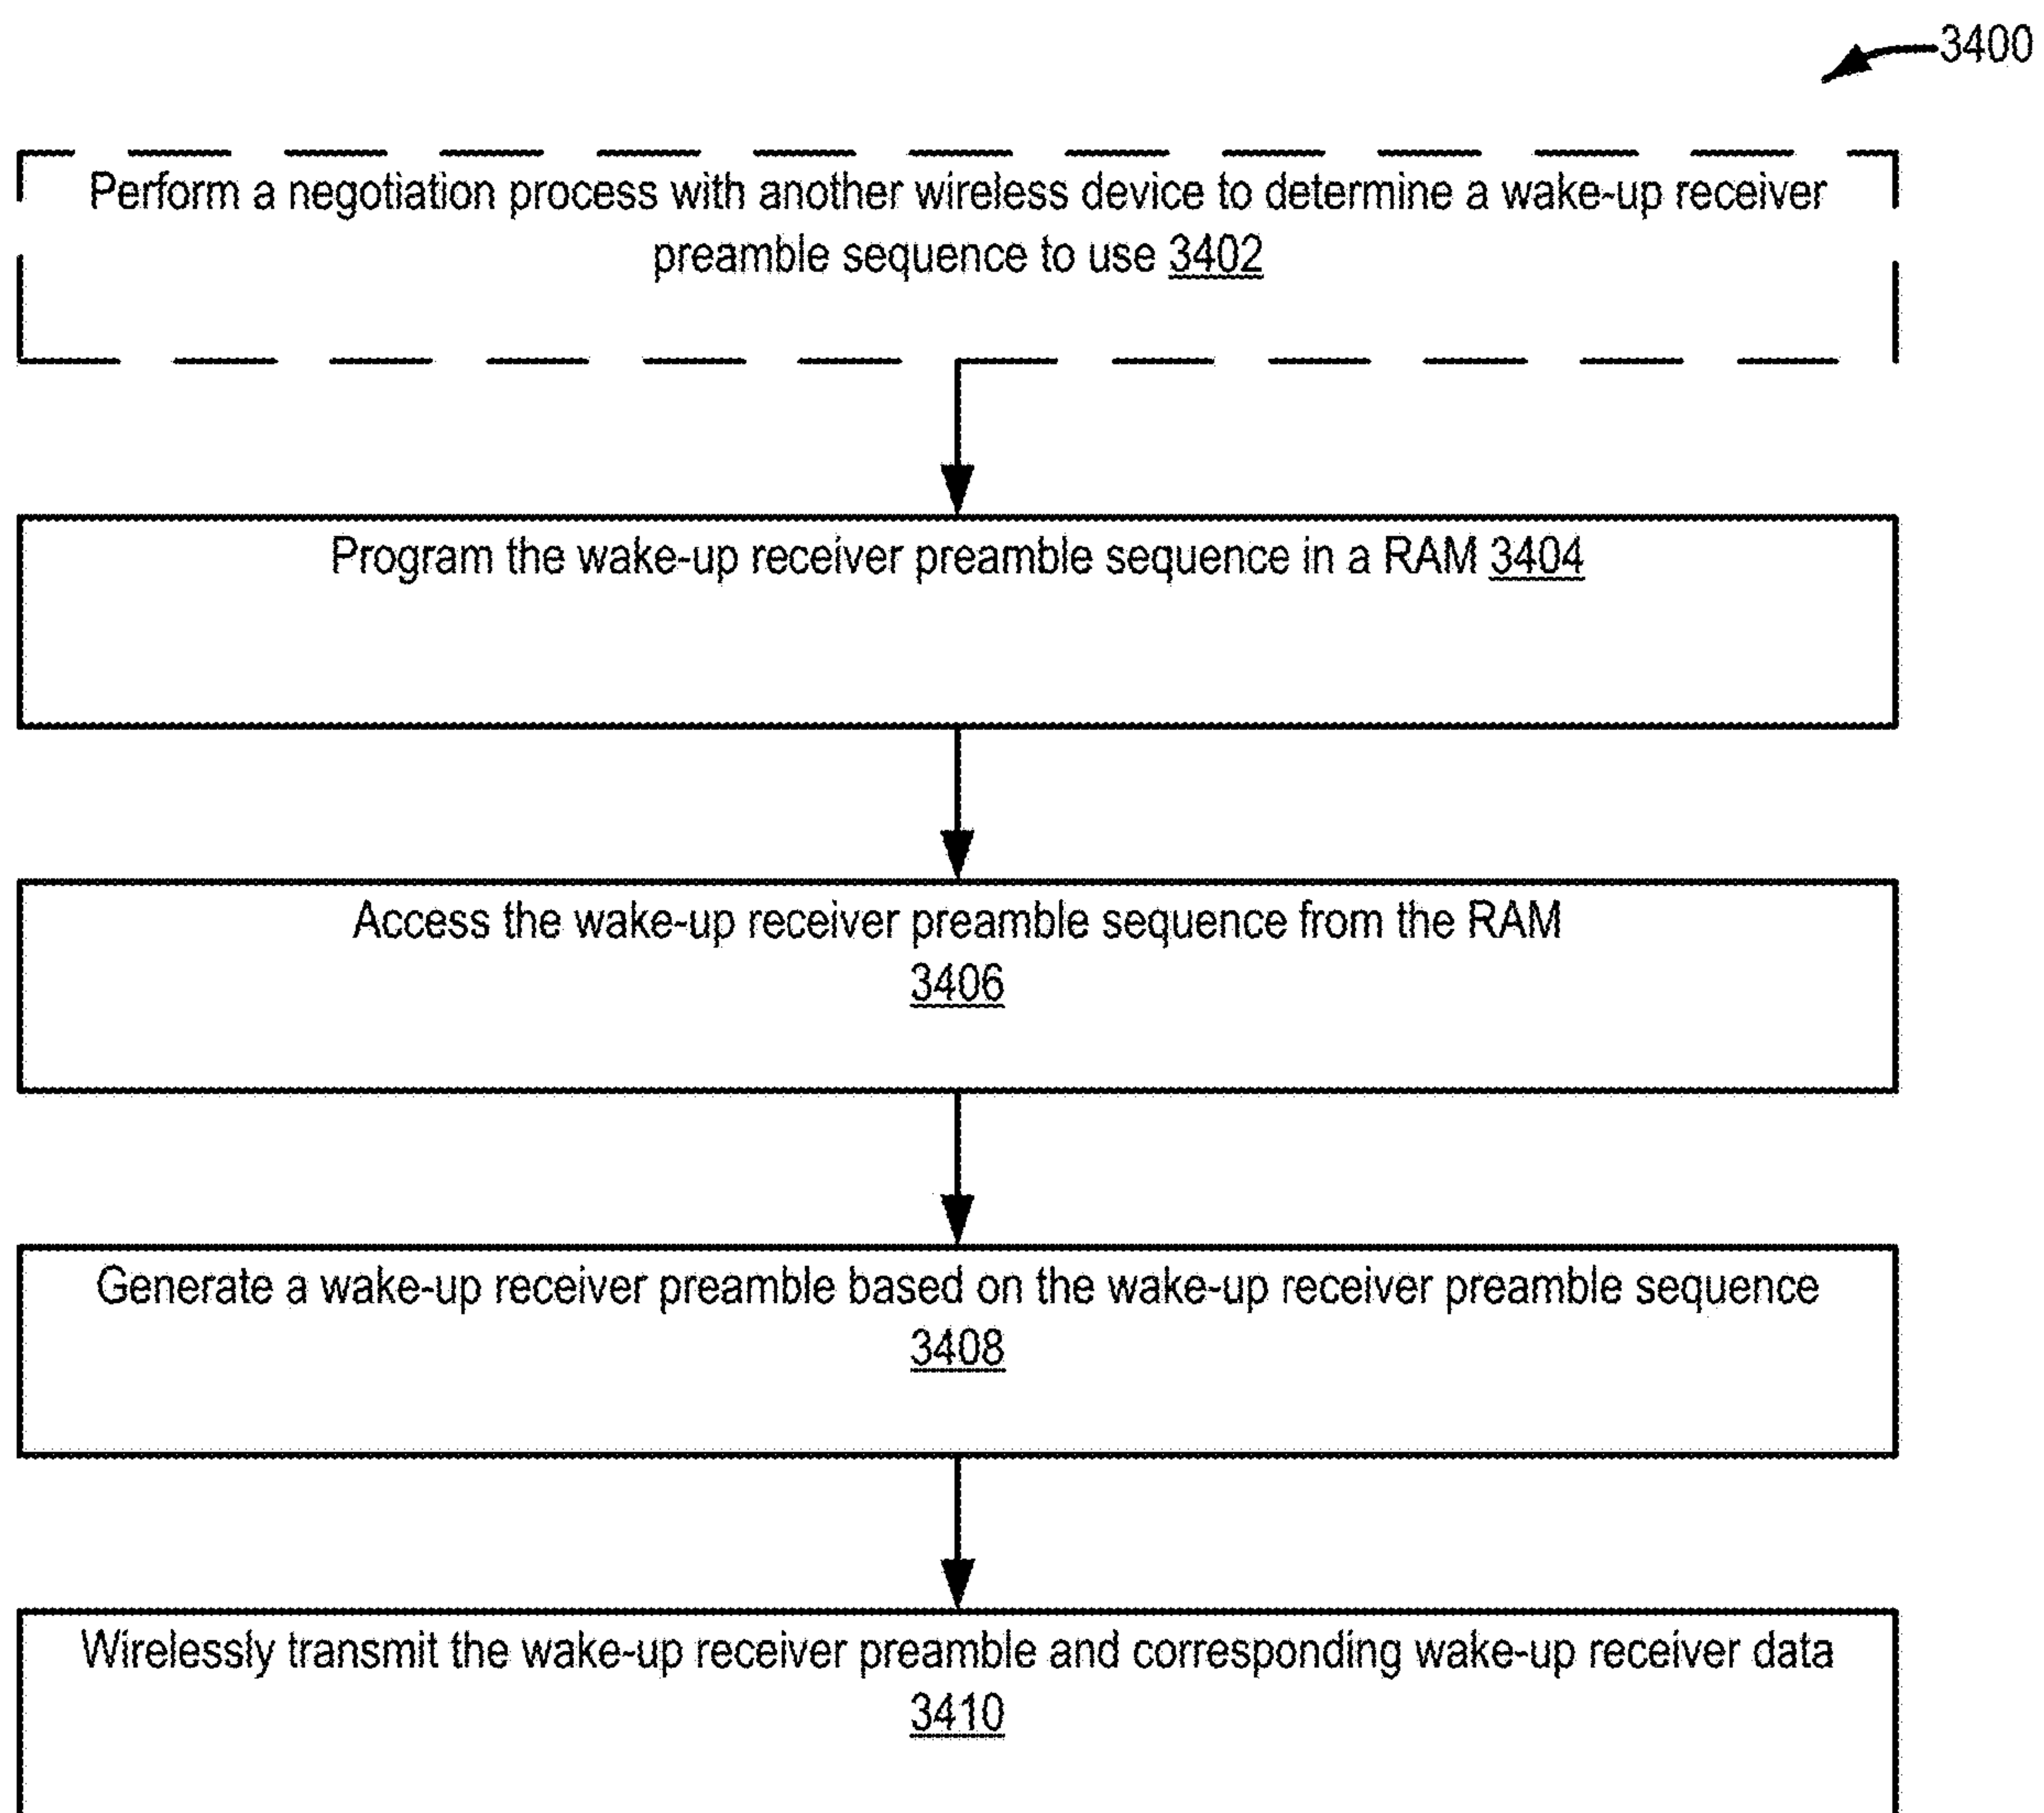 3400
Perform a negotiation process with another wireless device to determine a wake-up receiver
preamble sequence to use 3402
Program the wake-up receiver preamble sequence in a RAM 3404
Access the wake-up receiver preamble sequence from the RAM
3406
Generate a wake-up receiver preamble based on the wake-up receiver preamble sequence
3408
Wirelessly transmit the wake-up receiver preamble and corresponding wake-up receiver data
3410